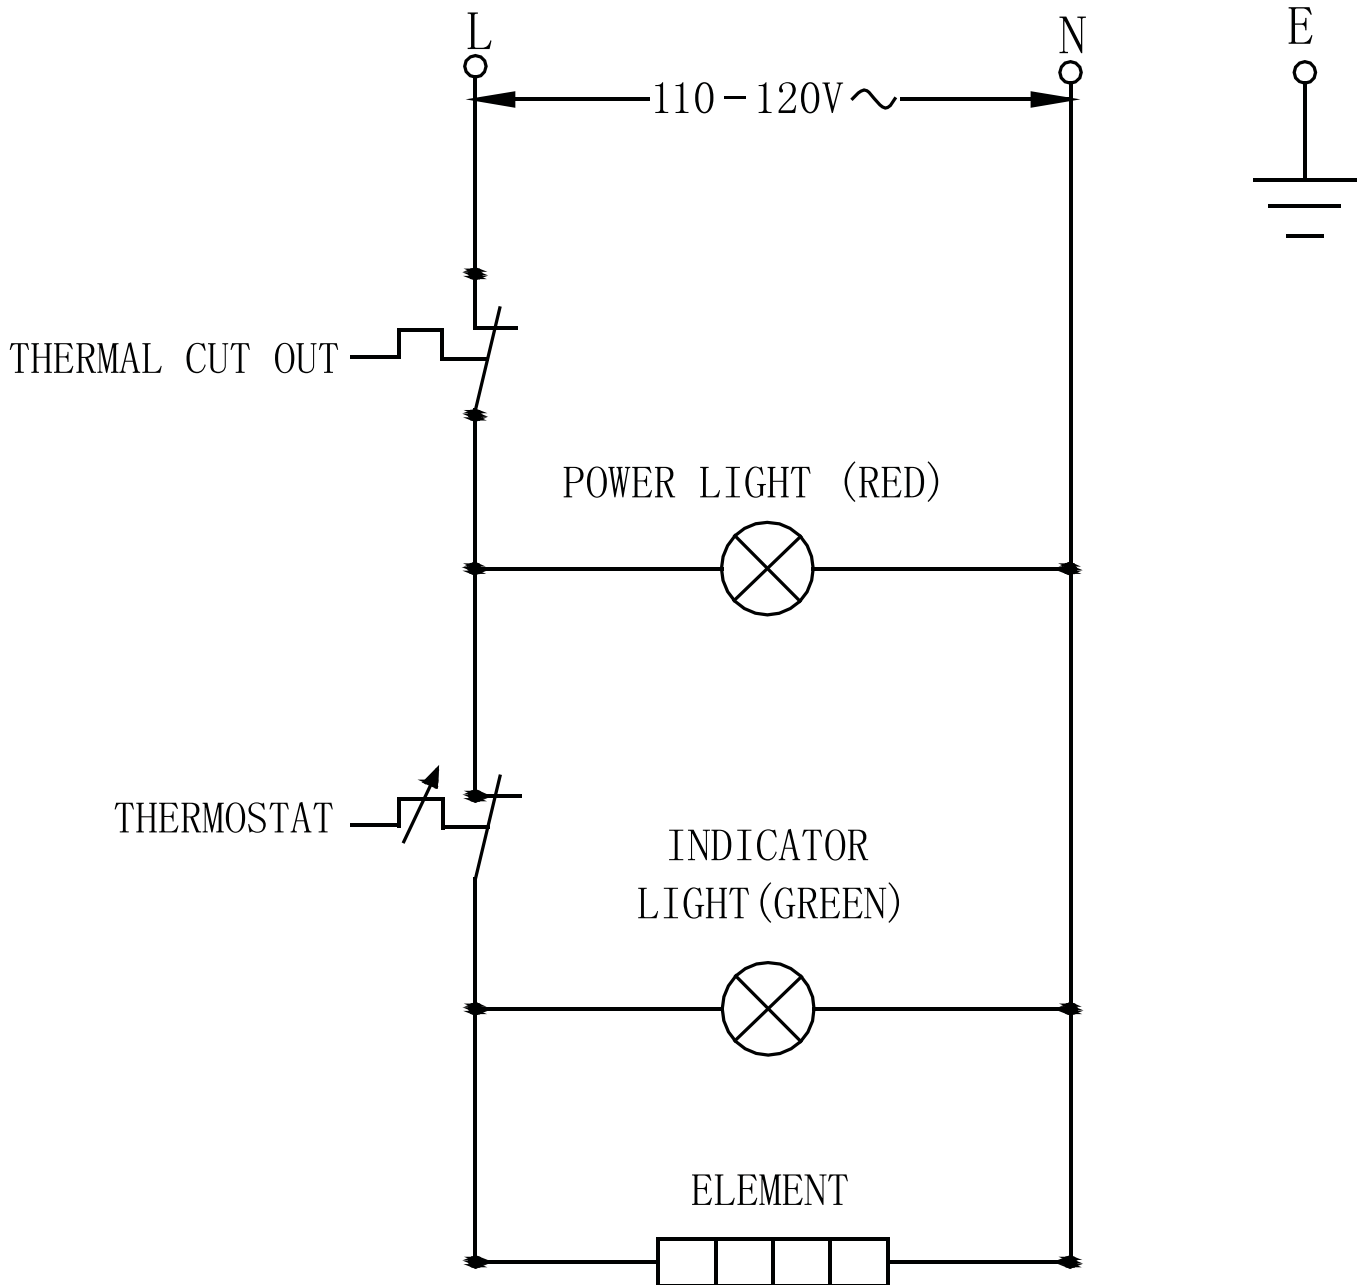 L
N
E
110-120V~
THERMAL CUT OUT
POWER LIGHT (RED)
THERMOSTAT
INDICATOR
LIGHT(GREEN)
ELEMENT